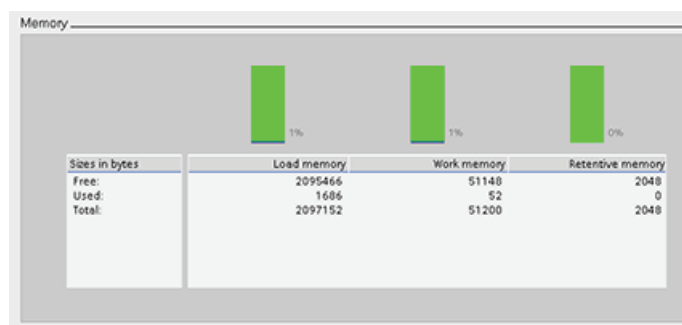 Memory
1% 1% 0%
Sizes in bytes Load memory Work memory Retentive memory
Free: 2095466 51148 2048
Used: 1686 52 0
Total: 2097152 51200 2048